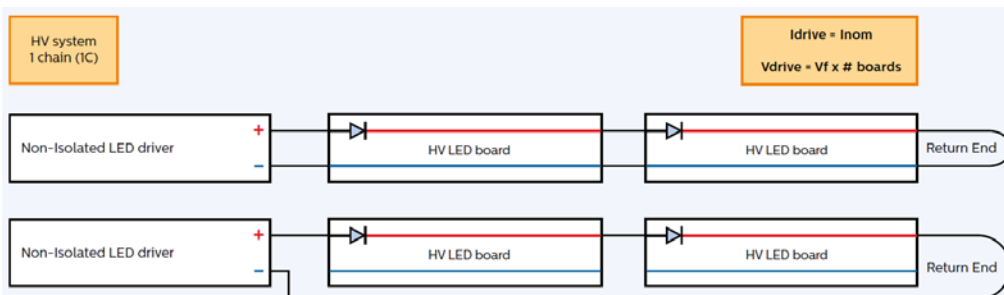 HV system
1 chain (1C)
Idrive = Inom
Vdrive = Vf x # boards
Non-Isolated LED driver
+
–
HV LED board
HV LED board
Return End
Non-Isolated LED driver
+
–
HV LED board
HV LED board
Return End